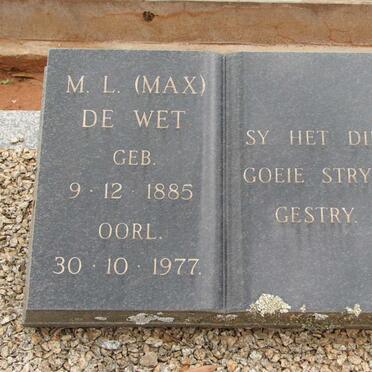 M. L. (MAX)
DE WET
GEB.
9 · 12 · 1885
OORL.
30 · 10 · 1977.
SY HET
GOEIE
GESTRY.